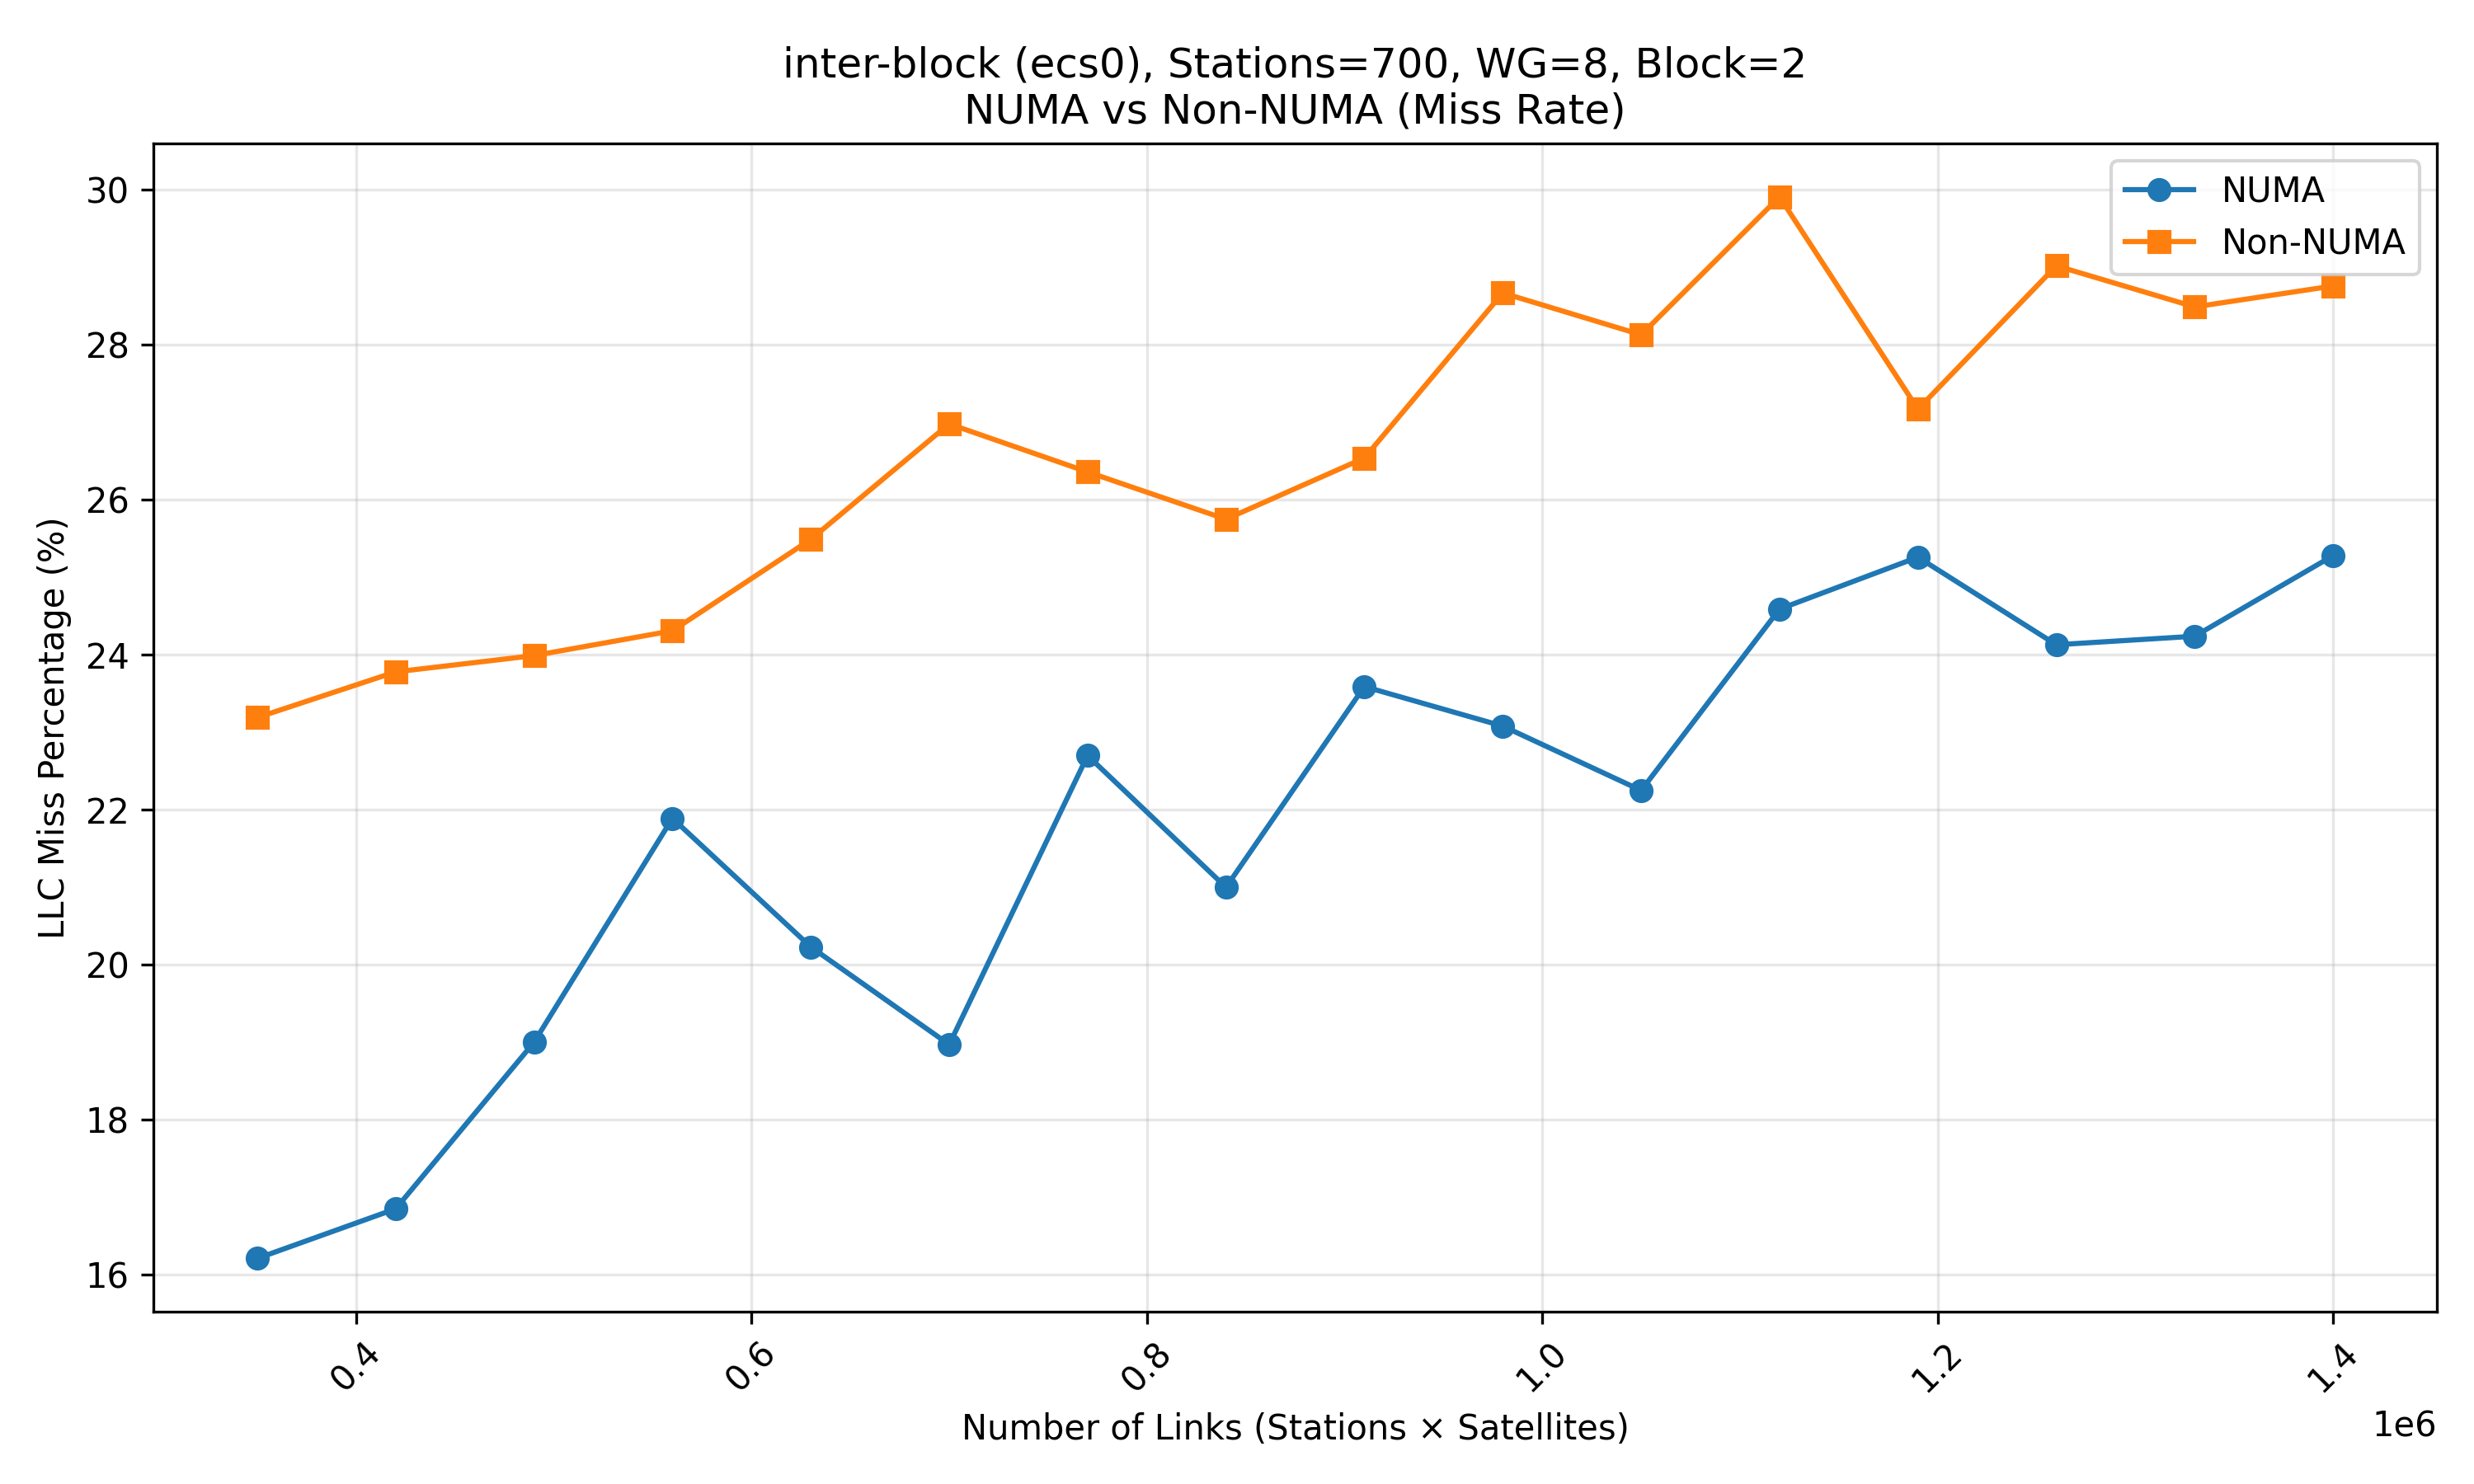 inter-block (ecs0), Stations=700, WG=8, Block=2
NUMA vs Non-NUMA (Miss Rate)
NUMA
Non-NUMA
LLC Miss Percentage (%)
30
28
26
24
22
20
18
16
0.4
0.6
0.8
1.0
1.2
1.4
1e6
Number of Links (Stations × Satellites)